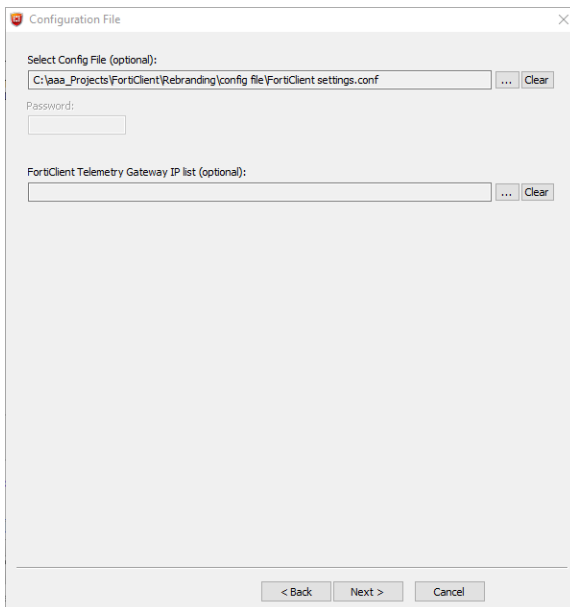 Configuration File
Select Config File (optional):
C:\aaa_Projects\FortiClient\Rebranding\config file\FortiClient settings.conf
... Clear
Password:
FortiClient Telemetry Gateway IP list (optional):
... Clear
< Back Next > Cancel